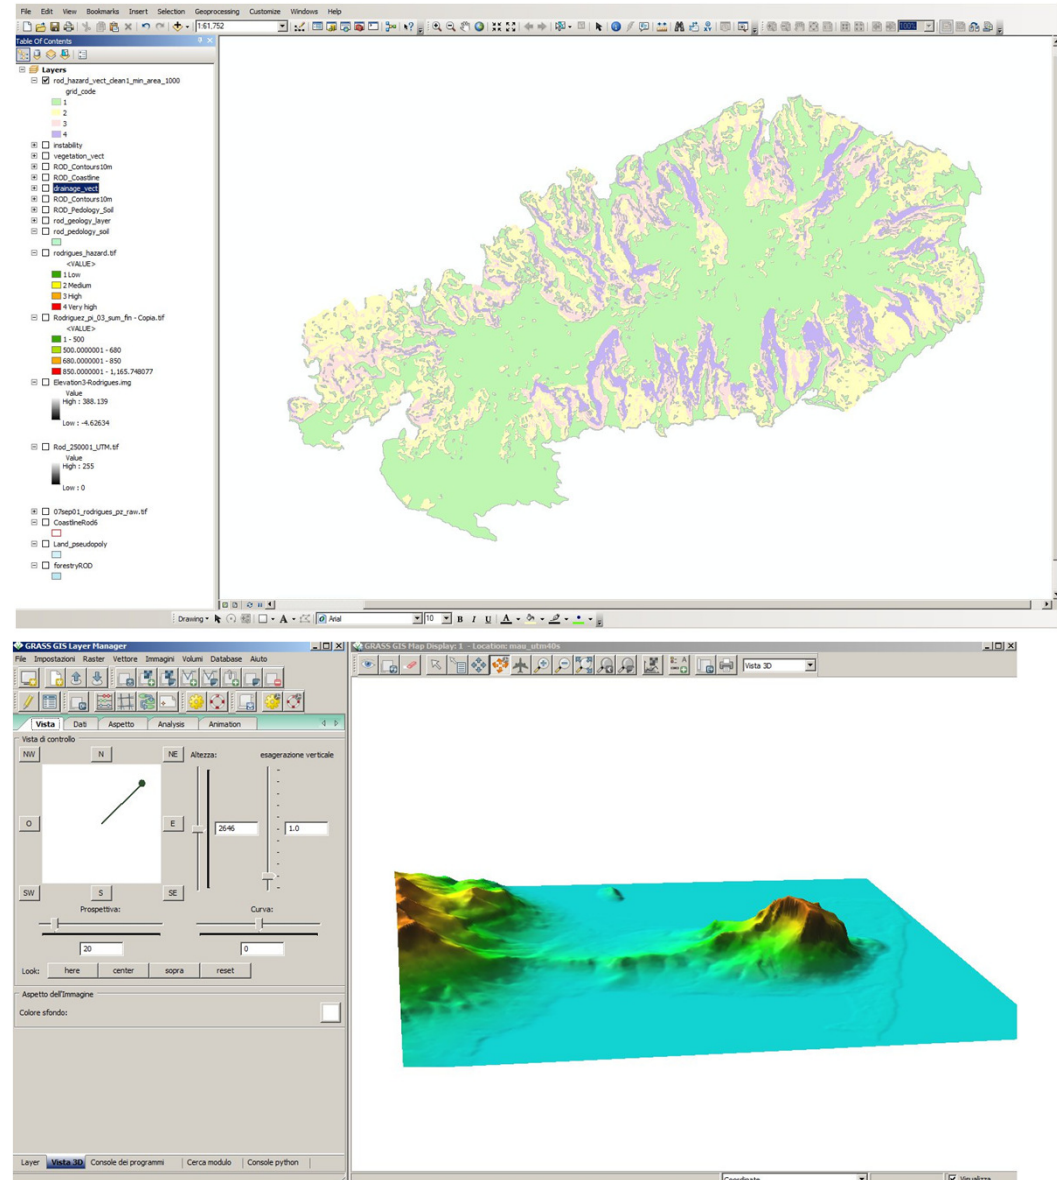 File Edit View Bookmarks Insert Selection Geoprocessing Customize Windows Help
1:61,752
100%
Table Of Contents
Layers
rod_hazard_vect_clean1_min_area_1000
grid_code
1
2
3
4
instability
vegetation_vect
ROD_Contours10m
ROD_Coastline
drainage_vect
ROD_Contours10m
ROD_Pedology_Soil
rod_geology_layer
rod_pedology_soil
rodrigues_hazard.tif
<VALUE>
1 Low
2 Medium
3 High
4 Very high
Rodriguez_pi_03_sum_fin - Copia.tif
<VALUE>
1 - 500
500.0000001 - 680
680.0000001 - 850
850.0000001 - 1,165.748077
Elevation3-Rodrigues.img
Value
High : 388.139
Low : -4.62634
Rod_250001_UTM.tif
Value
High : 255
Low : 0
07sep01_rodrigues_pz_raw.tif
CoastlineRod6
Land_pseudopoly
forestryROD
Drawing A Arial 10 B I U A
GRASS GIS Layer Manager
File Impostazioni Raster Vettore Immagini Volumi Database Aiuto
Vista Dati Aspetto Analysis Animation
Vista di controllo
NW N NE Altezza: esagerazione verticale
O E 2646 1.0
SW S SE
Prospettiva: Curva:
20 0
Look: here center sopra reset
Aspetto dell'Immagine
Colore sfondo:
Layer Vista 3D Console dei programmi Cerca modulo Console python
GRASS GIS Map Display: 1 - Location: mau_utm40s
Vista 3D
Coordinate Visualizza